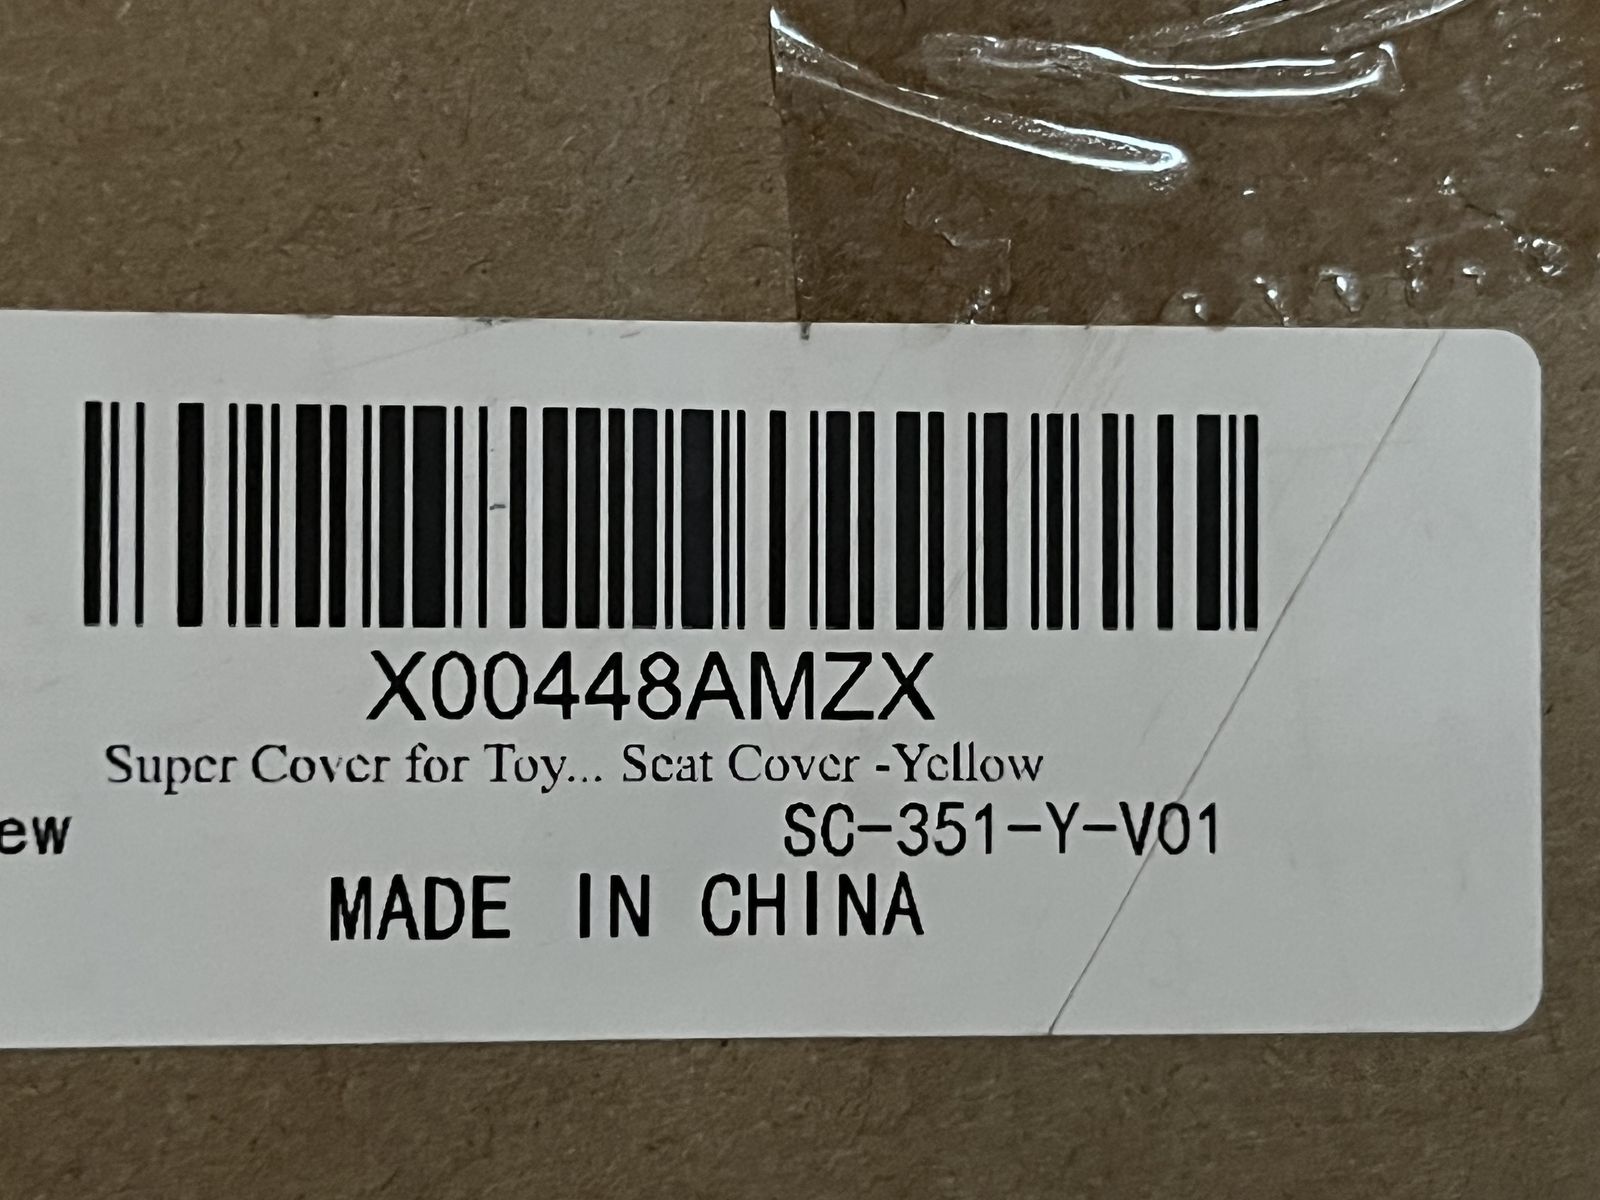 X00448AMZX
Super Cover for Toy... Seat Cover -Yellow
ew SC-351-Y-V01
MADE IN CHINA